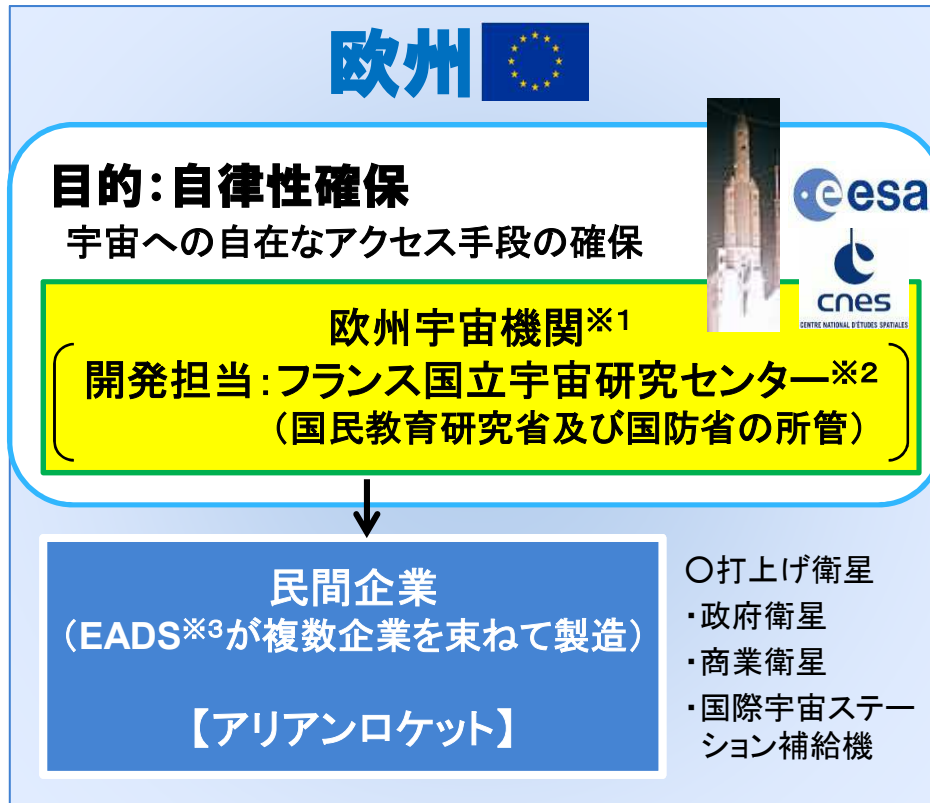 欧州
目的：自律性確保
宇宙への自在なアクセス手段の確保
eesa
cnes
CENTRE NATIONAL D'ÉTUDES SPATIALES
欧州宇宙機関※1
開発担当：フランス国立宇宙研究センター※2
（国民教育研究省及び国防省の所管）
民間企業
（EADS※3が複数企業を束ねて製造）
【アリアンロケット】
○打上げ衛星
・政府衛星
・商業衛星
・国際宇宙ステー
ション補給機